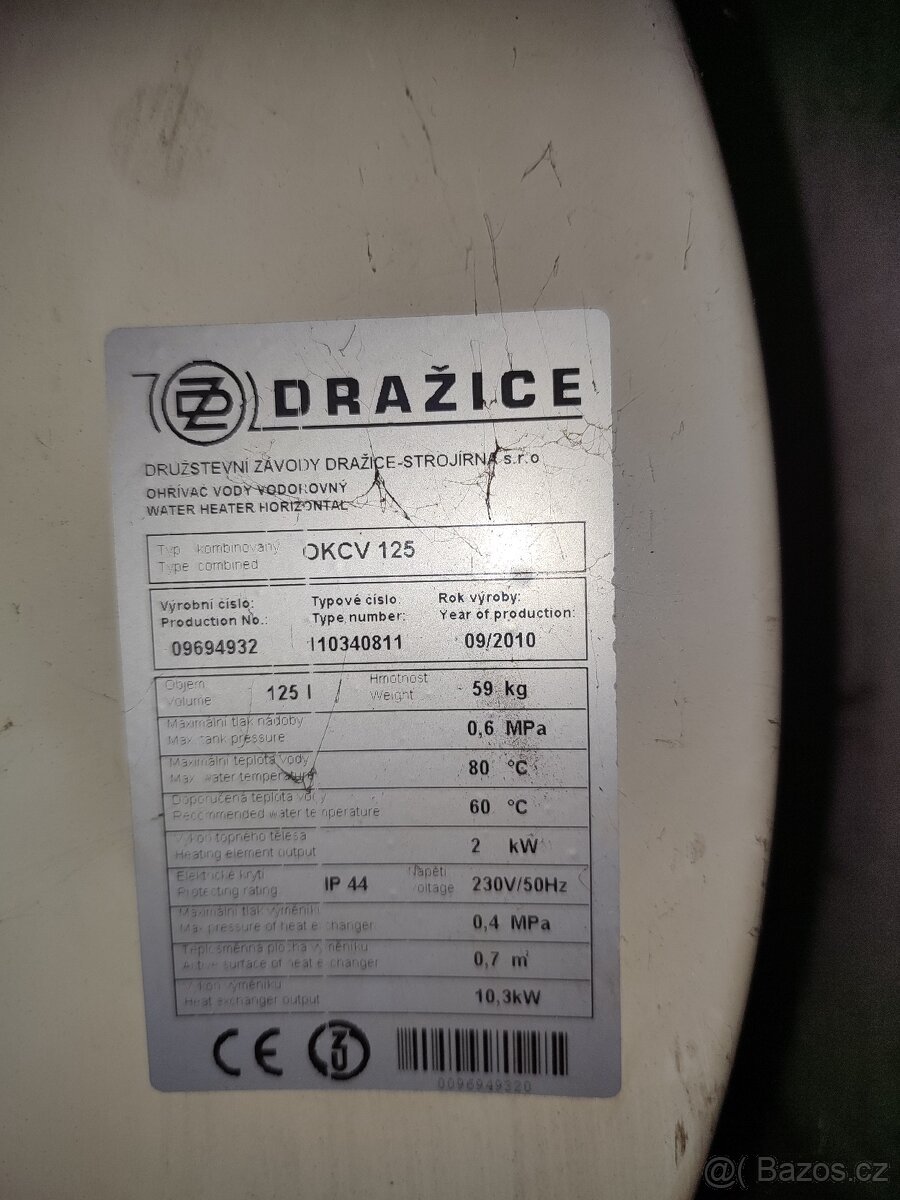 DRAŽICE
DRUŽSTEVNÍ ZÁVODY DRAŽICE-STROJÍRNA s.r.o
OHŘÍVAČ VODY VODOROVNÝ
WATER HEATER HORIZONTAL
Typ kombinovaný OKCV 125
Type combined
Výrobní číslo: Typové číslo Rok výroby:
Production No.: Type number: Year of production:
09694932 110340811 09/2010
Objem 125 l Hmotnost 59 kg
Volume Weight
Maximální tlak nádoby 0,6 MPa
Max. tank pressure
Maximální teplota vody 80 °C
Max. water temperature
Doporučená teplota vody 60 °C
Recommended water temperature
Výkon topného tělesa 2 kW
Heating element output
Elektrické krytí IP 44 Napětí 230V/50Hz
Protecting rating Voltage
Maximální tlak výměníku 0,4 MPa
Max pressure of heat exchanger
Teplosměnná plocha výměníku 0,7 m²
Active surface of heat exchanger
Výkon výměníku 10,3kW
Heat exchanger output
CE
0096949320
@( Bazos.cz